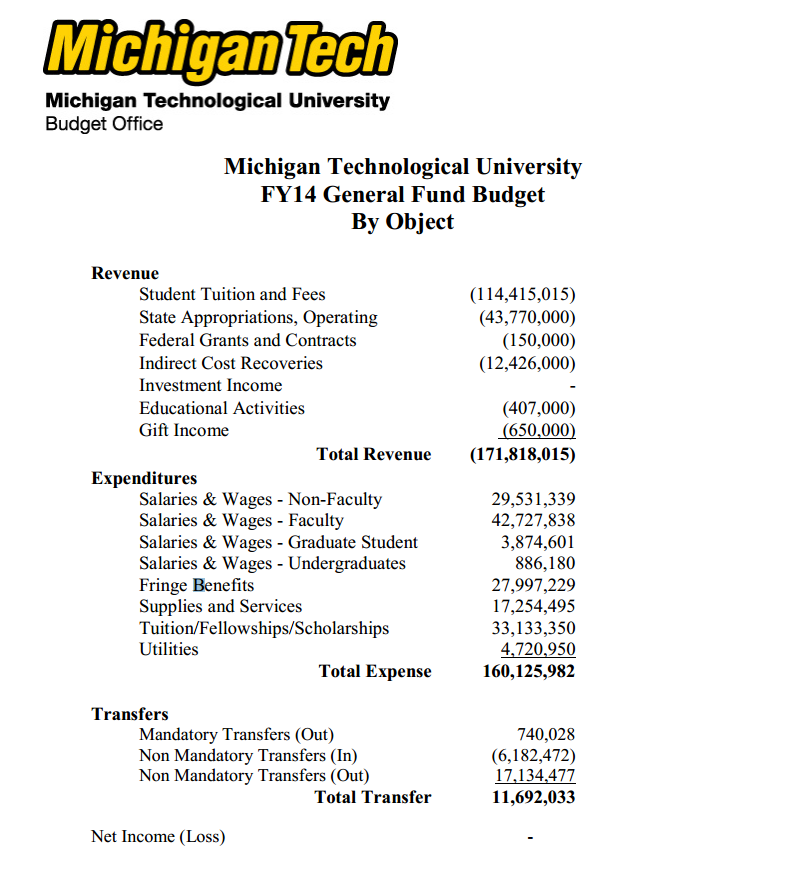 Michigan Tech
Michigan Technological University
Budget Office
Michigan Technological University
FY14 General Fund Budget
By Object
Revenue
Student Tuition and Fees (114,415,015)
State Appropriations, Operating (43,770,000)
Federal Grants and Contracts (150,000)
Indirect Cost Recoveries (12,426,000)
Investment Income -
Educational Activities (407,000)
Gift Income (650,000)
Total Revenue (171,818,015)
Expenditures
Salaries & Wages - Non-Faculty 29,531,339
Salaries & Wages - Faculty 42,727,838
Salaries & Wages - Graduate Student 3,874,601
Salaries & Wages - Undergraduates 886,180
Fringe Benefits 27,997,229
Supplies and Services 17,254,495
Tuition/Fellowships/Scholarships 33,133,350
Utilities 4,720,950
Total Expense 160,125,982
Transfers
Mandatory Transfers (Out) 740,028
Non Mandatory Transfers (In) (6,182,472)
Non Mandatory Transfers (Out) 17,134,477
Total Transfer 11,692,033
Net Income (Loss) -